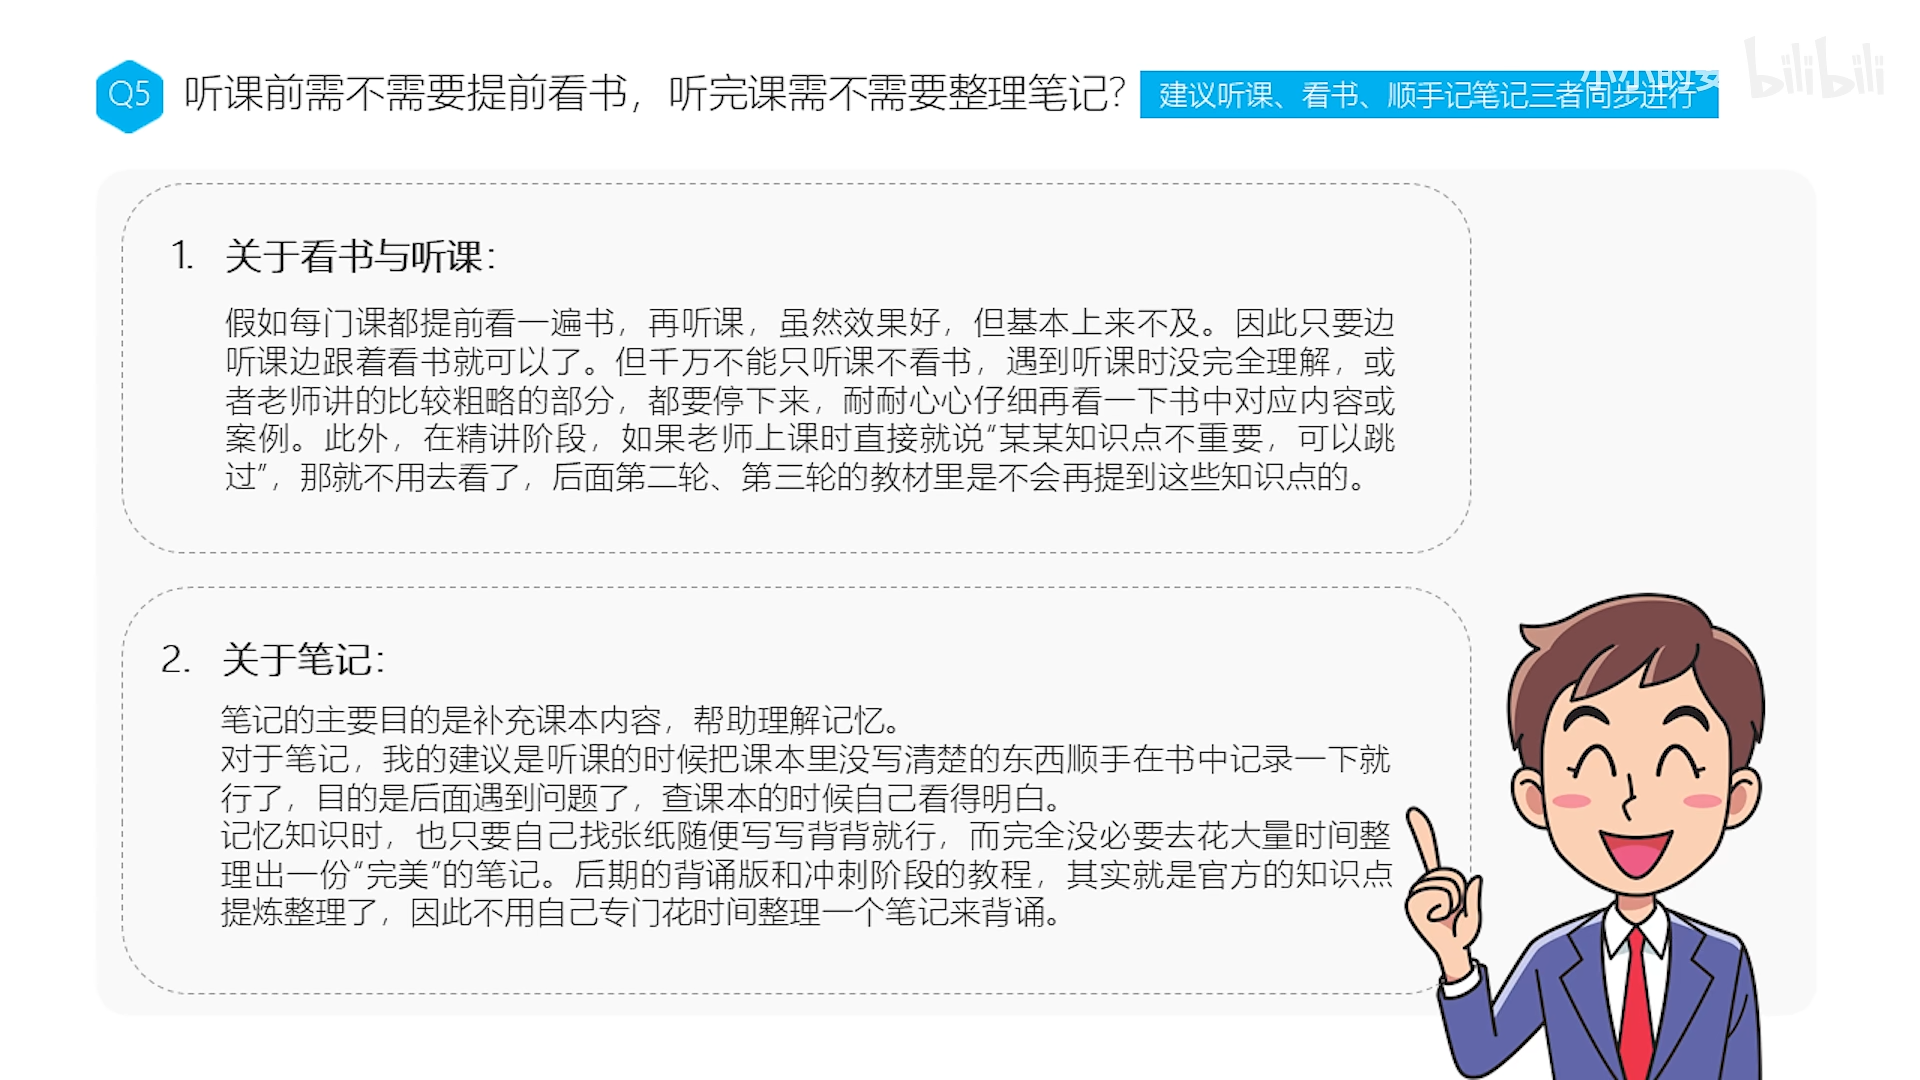 Q5
听课前需不需要提前看书，听完课需不需要整理笔记？
建议听课、看书、顺手记笔记三者同步进行
小小的
bilibili
1. 关于看书与听课：
假如每门课都提前看一遍书，再听课，虽然效果好，但基本上来不及。因此只要边
听课边跟着看书就可以了。但千万不能只听课不看书，遇到听课时没完全理解，或
者老师讲的比较粗略的部分，都要停下来，耐耐心心仔细再看一下书中对应内容或
案例。此外，在精讲阶段，如果老师上课时直接就说“某某知识点不重要，可以跳
过”，那就不用去看了，后面第二轮、第三轮的教材里是不会再提到这些知识点的。
2. 关于笔记：
笔记的主要目的是补充课本内容，帮助理解记忆。
对于笔记，我的建议是听课的时候把课本里没写清楚的东西顺手在书中记录一下就
行了，目的是后面遇到问题了，查课本的时候自己看得明白。
记忆知识时，也只要自己找张纸随便写写背背就行，而完全没必要去花大量时间整
理出一份“完美”的笔记。后期的背诵版和冲刺阶段的教程，其实就是官方的知识点
提炼整理了，因此不用自己专门花时间整理一个笔记来背诵。